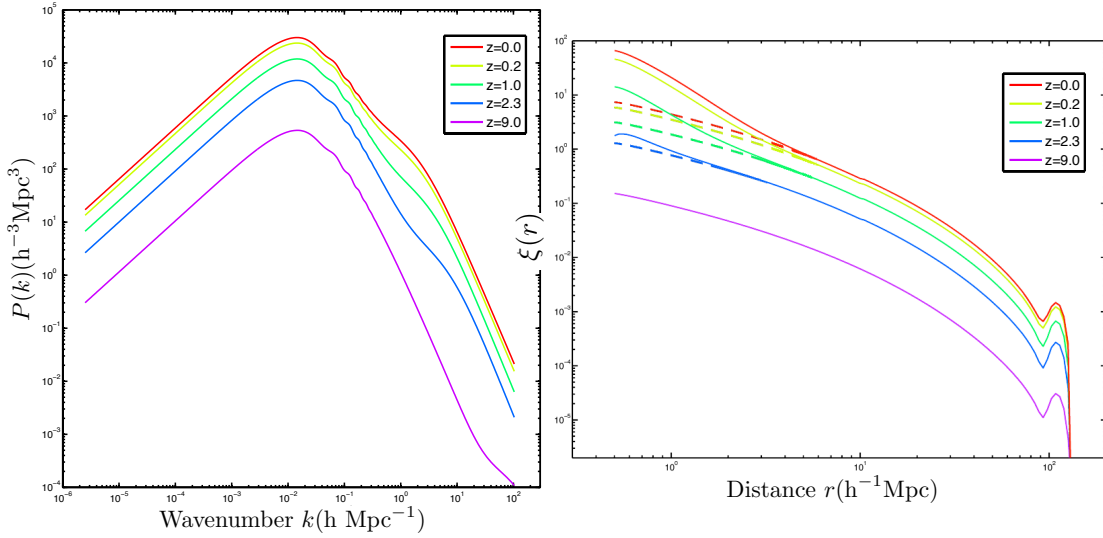 10^5
10^4
10^3
10^2
10^1
10^0
10^−1
10^−2
10^−3
10^−4
P(k)(h^−3Mpc^3)
10^−6
10^−5
10^−4
10^−3
10^−2
10^−1
10^0
10^1
10^2
Wavenumber k(h Mpc^−1)
z=0.0
z=0.2
z=1.0
z=2.3
z=9.0
10^2
10^1
10^0
10^−1
10^−2
10^−3
10^−4
10^−5
ξ(r)
10^0
10^1
10^2
Distance r(h^−1Mpc)
z=0.0
z=0.2
z=1.0
z=2.3
z=9.0